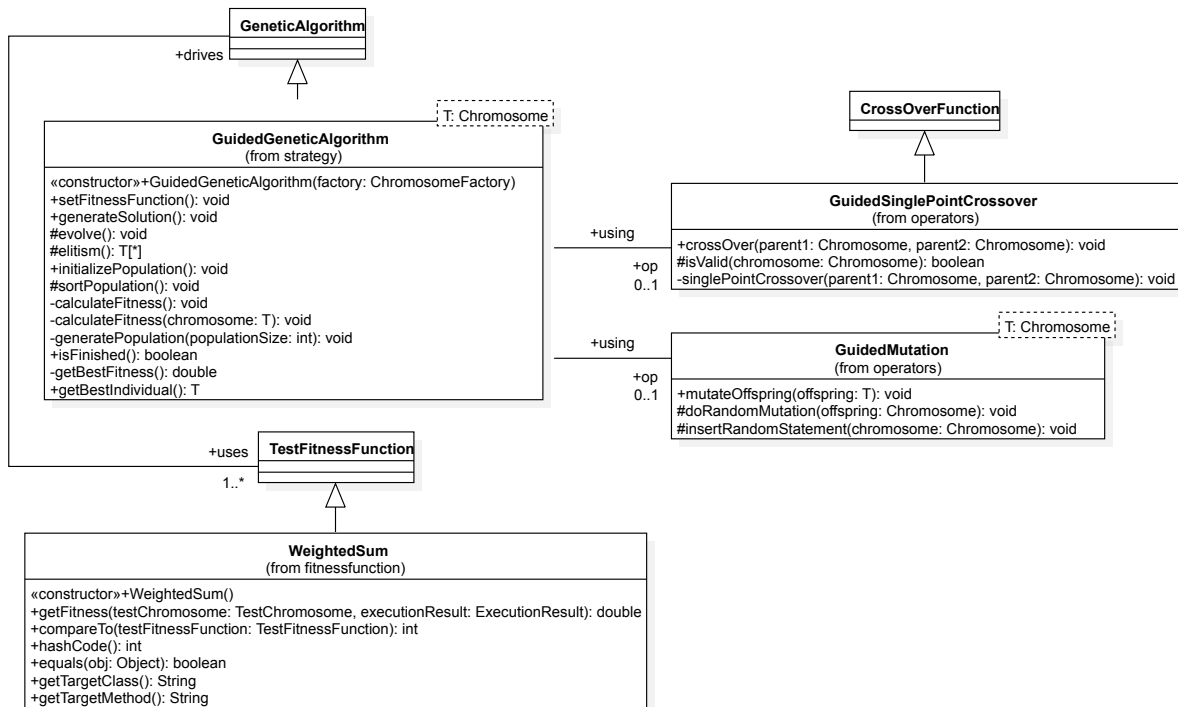 GeneticAlgorithm
+drives
T: Chromosome
GuidedGeneticAlgorithm
(from strategy)
«constructor»+GuidedGeneticAlgorithm(factory: ChromosomeFactory)
+setFitnessFunction(): void
+generateSolution(): void
#evolve(): void
#elitism(): T[*]
+initializePopulation(): void
#sortPopulation(): void
-calculateFitness(): void
-calculateFitness(chromosome: T): void
-generatePopulation(populationSize: int): void
+isFinished(): boolean
-getBestFitness(): double
+getBestIndividual(): T
CrossOverFunction
GuidedSinglePointCrossover
(from operators)
+crossOver(parent1: Chromosome, parent2: Chromosome): void
#isValid(chromosome: Chromosome): boolean
-singlePointCrossover(parent1: Chromosome, parent2: Chromosome): void
+using
+op
0..1
T: Chromosome
GuidedMutation
(from operators)
+mutateOffspring(offspring: T): void
#doRandomMutation(offspring: Chromosome): void
#insertRandomStatement(chromosome: Chromosome): void
+using
+op
0..1
TestFitnessFunction
+uses
1..*
WeightedSum
(from fitnessfunction)
«constructor»+WeightedSum()
+getFitness(testChromosome: TestChromosome, executionResult: ExecutionResult): double
+compareTo(testFitnessFunction: TestFitnessFunction): int
+hashCode(): int
+equals(obj: Object): boolean
+getTargetClass(): String
+getTargetMethod(): String